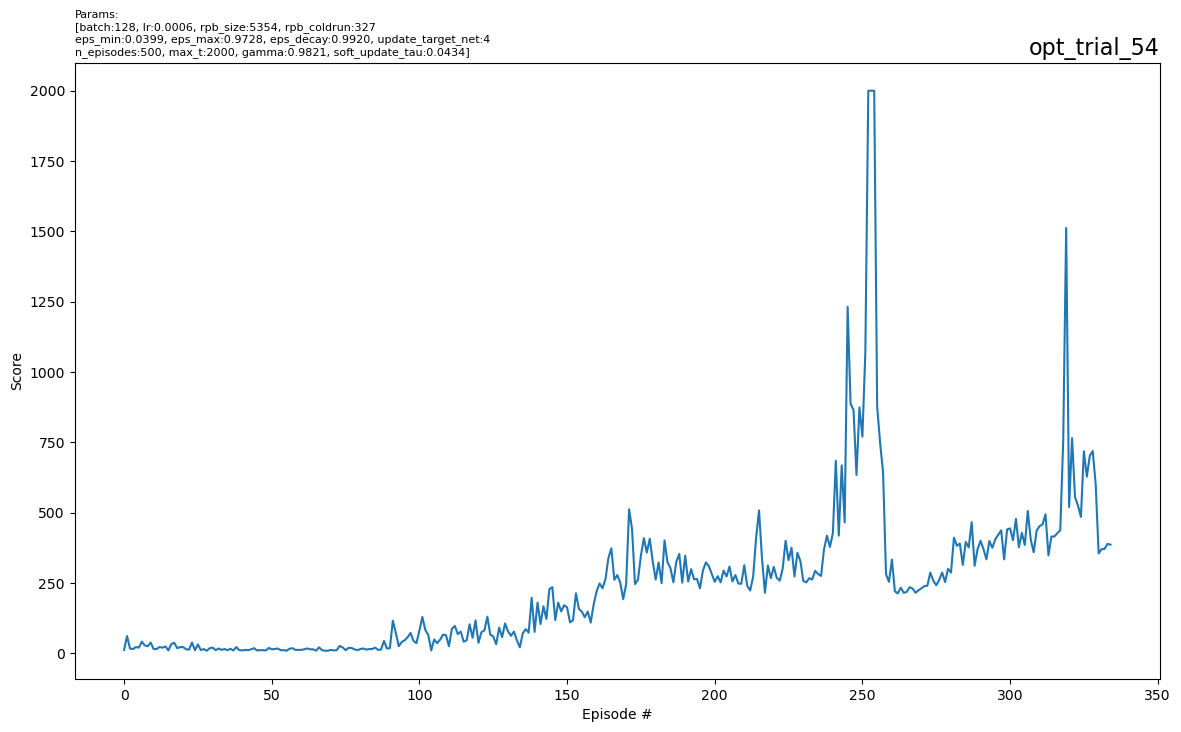 Params:
[batch:128, lr:0.0006, rpb_size:5354, rpb_coldrun:327
eps_min:0.0399, eps_max:0.9728, eps_decay:0.9920, update_target_net:4
n_episodes:500, max_t:2000, gamma:0.9821, soft_update_tau:0.0434]
opt_trial_54
2000
1750
1500
1250
1000
750
500
250
0
Score
0 50 100 150 200 250 300 350
Episode #